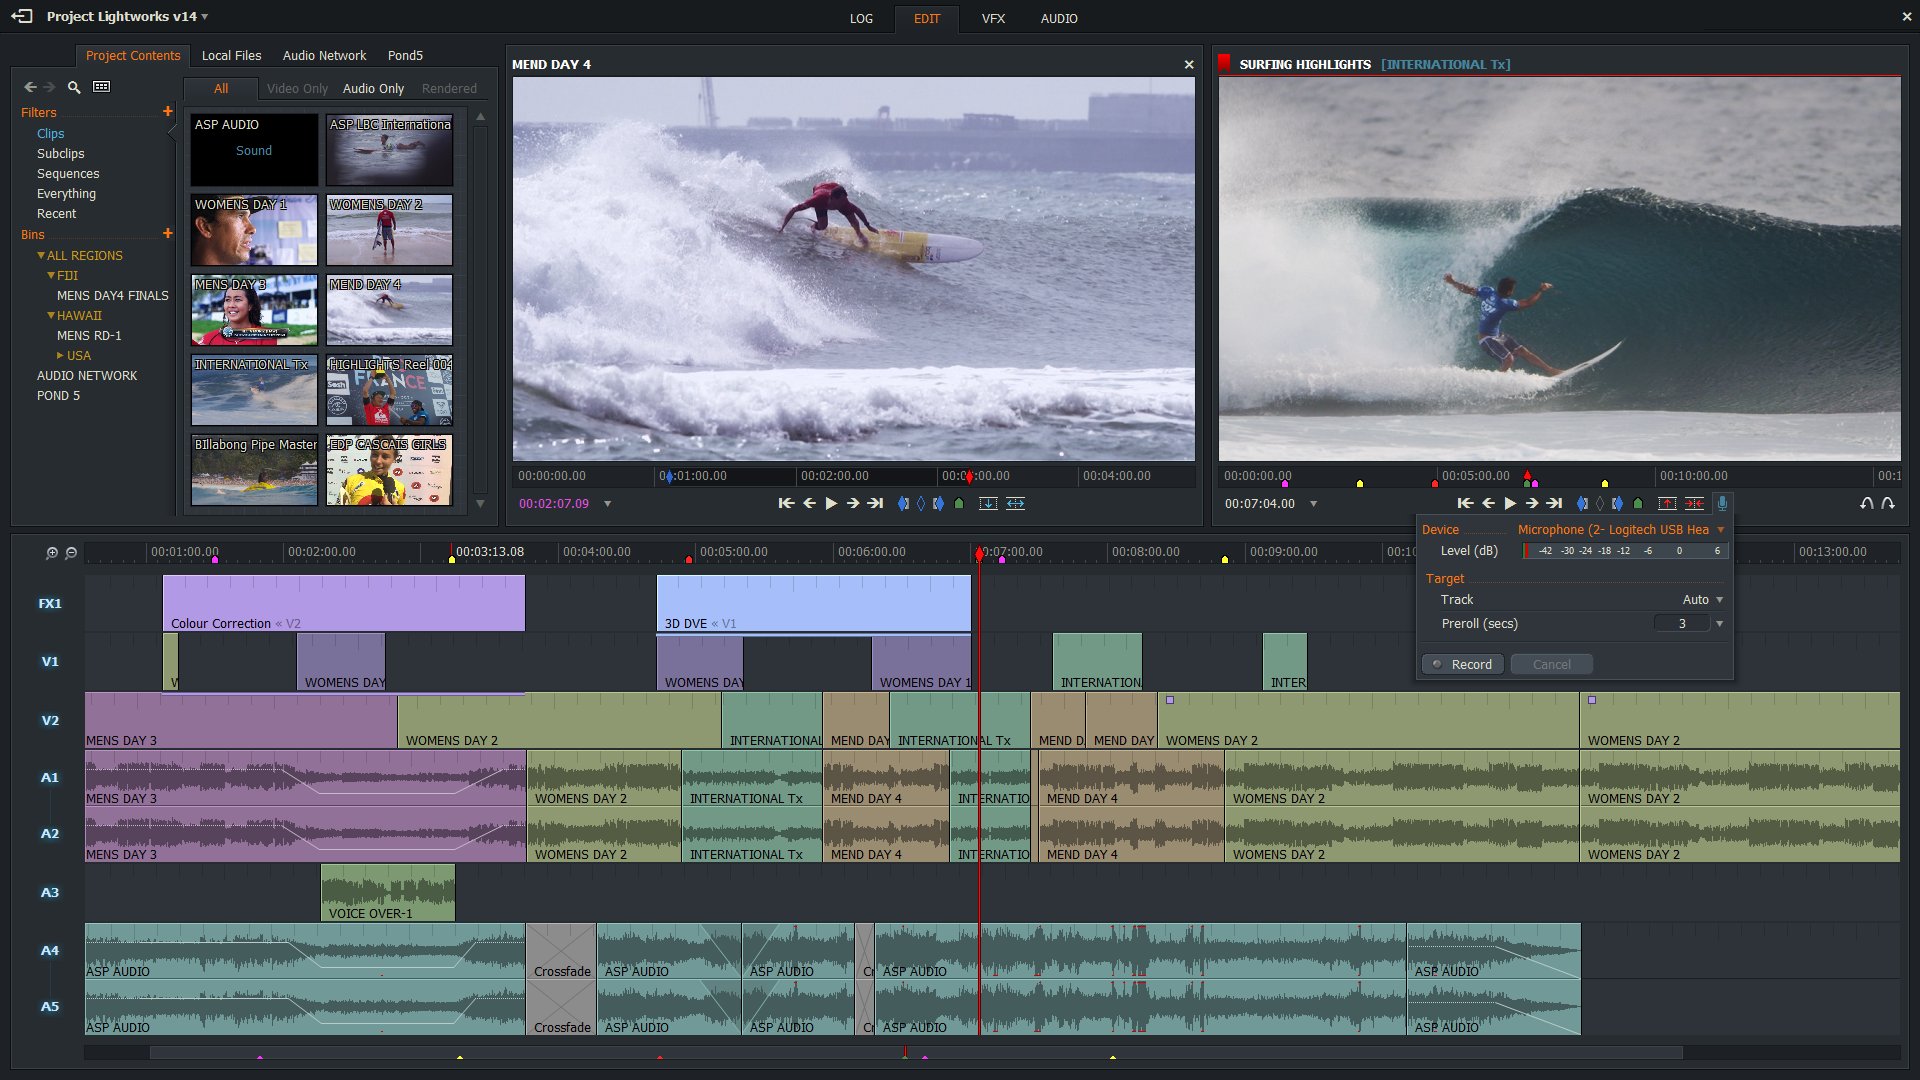 Project Lightworks v14
LOG EDIT VFX AUDIO
Project Contents Local Files Audio Network Pond5
All Video Only Audio Only Rendered
Filters
Clips
Subclips
Sequences
Everything
Recent
Bins
ALL REGIONS
FIJI
MENS DAY4 FINALS
HAWAII
MENS RD-1
USA
AUDIO NETWORK
POND 5
ASP AUDIO
Sound
ASP LBC Internationa
WOMENS DAY 1
WOMENS DAY 2
MENS DAY 3
MEND DAY 4
INTERNATIONAL Tx
HIGHLIGHTS Reel 004
FRANCE
BIllabong Pipe Master
EDP CASCAIS GIRLS
MEND DAY 4
00:00:00.00 00:01:00.00 00:02:00.00 00:04:00.00
00:02:07.09
SURFING HIGHLIGHTS [INTERNATIONAL Tx]
00:00:00.00 00:05:00.00 00:10:00.00 00:1
00:07:04.00
Device Microphone (2- Logitech USB Hea
Level (dB) -42 -30 -24 -18 -12 -6 0 6
Target
Track Auto
Preroll (secs) 3
Record Cancel
00:01:00.00 00:02:00.00 00:03:13.08 00:04:00.00 00:05:00.00 00:06:00.00 0:07:00.00 00:08:00.00 00:09:00.00 00:10 00:13:00.00
FX1 Colour Correction « V2 3D DVE « V1
V1 WOMENS DAY WOMENS DAY WOMENS DAY 1 INTERNATION INTER
V2 MENS DAY 3 WOMENS DAY 2 INTERNATIONAL MEND DAY INTERNATIONAL Tx MEND D MEND DAY WOMENS DAY 2 WOMENS DAY 2
A1 MENS DAY 3 WOMENS DAY 2 INTERNATIONAL Tx MEND DAY 4 INTERNATIO MEND DAY 4 WOMENS DAY 2 WOMENS DAY 2
A2 MENS DAY 3 WOMENS DAY 2 INTERNATIONAL Tx MEND DAY 4 INTERNATIO MEND DAY 4 WOMENS DAY 2 WOMENS DAY 2
A3 VOICE OVER-1
A4 ASP AUDIO Crossfade ASP AUDIO ASP AUDIO Cr ASP AUDIO ASP AUDIO
A5 ASP AUDIO Crossfade ASP AUDIO ASP AUDIO Cr ASP AUDIO ASP AUDIO